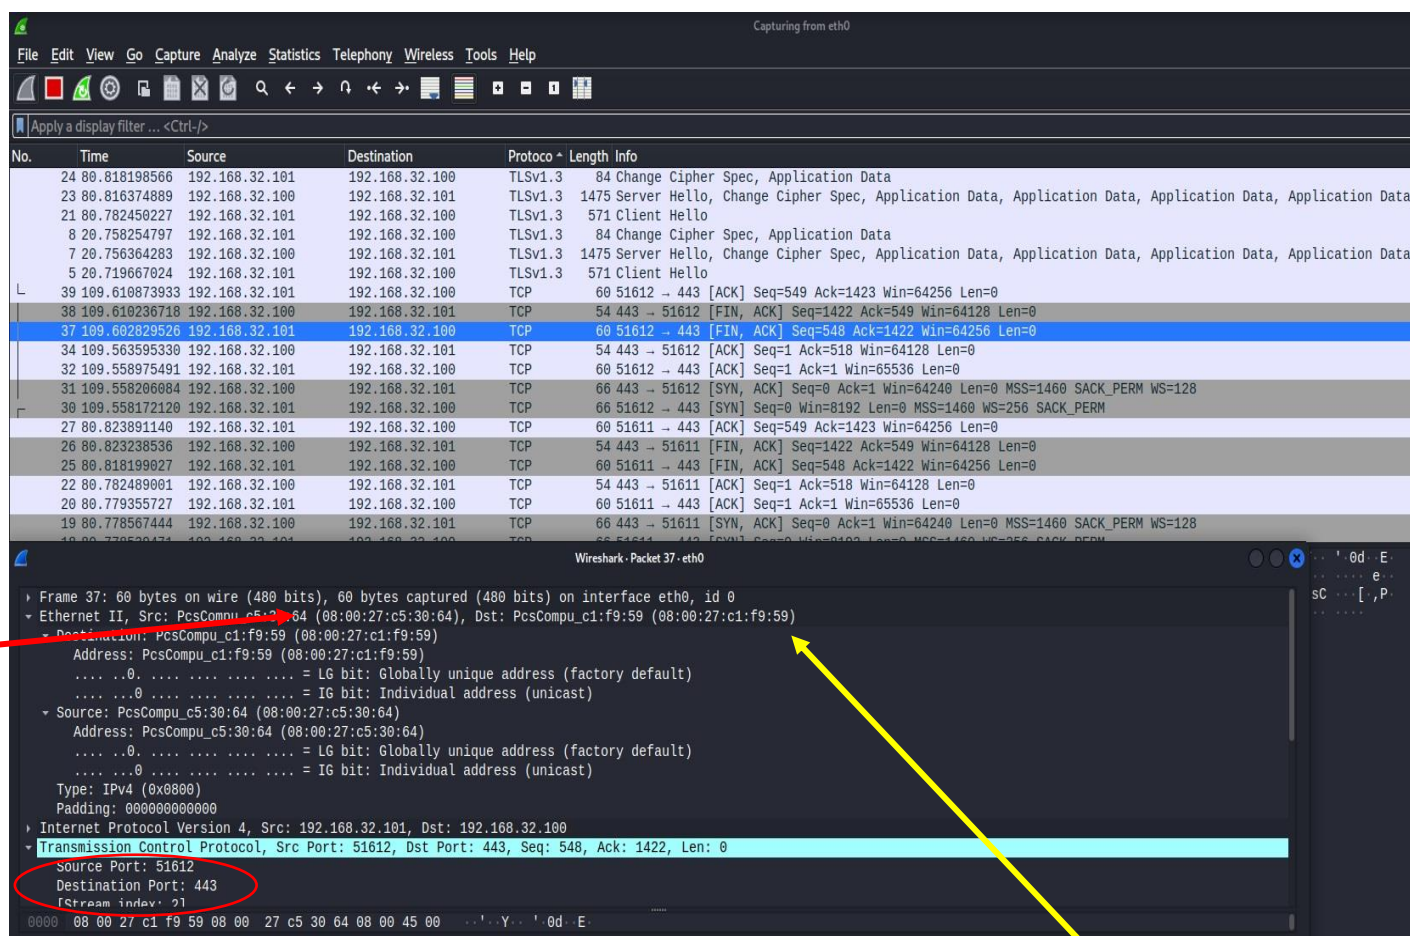 Capturing from eth0
File Edit View Go Capture Analyze Statistics Telephony Wireless Tools Help
Apply a display filter ... <Ctrl-/>
No. Time Source Destination Protoco Length Info
24 80.818198566 192.168.32.101 192.168.32.100 TLSv1.3 84 Change Cipher Spec, Application Data
23 80.816374889 192.168.32.100 192.168.32.101 TLSv1.3 1475 Server Hello, Change Cipher Spec, Application Data, Application Data, Application Data, Application Data
21 80.782450227 192.168.32.101 192.168.32.100 TLSv1.3 571 Client Hello
8 20.758254797 192.168.32.101 192.168.32.100 TLSv1.3 84 Change Cipher Spec, Application Data
7 20.756364283 192.168.32.100 192.168.32.101 TLSv1.3 1475 Server Hello, Change Cipher Spec, Application Data, Application Data, Application Data, Application Data
5 20.719667024 192.168.32.101 192.168.32.100 TLSv1.3 571 Client Hello
39 109.610873933 192.168.32.101 192.168.32.100 TCP 60 51612 → 443 [ACK] Seq=549 Ack=1423 Win=64256 Len=0
38 109.610236718 192.168.32.100 192.168.32.101 TCP 54 443 → 51612 [FIN, ACK] Seq=1422 Ack=549 Win=64128 Len=0
37 109.602829526 192.168.32.101 192.168.32.100 TCP 60 51612 → 443 [FIN, ACK] Seq=548 Ack=1422 Win=64256 Len=0
34 109.563595330 192.168.32.100 192.168.32.101 TCP 54 443 → 51612 [ACK] Seq=1 Ack=518 Win=64128 Len=0
32 109.558975491 192.168.32.101 192.168.32.100 TCP 60 51612 → 443 [ACK] Seq=1 Ack=1 Win=65536 Len=0
31 109.558206084 192.168.32.100 192.168.32.101 TCP 66 443 → 51612 [SYN, ACK] Seq=0 Ack=1 Win=64240 Len=0 MSS=1460 SACK_PERM WS=128
30 109.558172120 192.168.32.101 192.168.32.100 TCP 66 51612 → 443 [SYN] Seq=0 Win=8192 Len=0 MSS=1460 WS=256 SACK_PERM
27 80.823891140 192.168.32.101 192.168.32.100 TCP 60 51611 → 443 [ACK] Seq=549 Ack=1423 Win=64256 Len=0
26 80.823238536 192.168.32.100 192.168.32.101 TCP 54 443 → 51611 [FIN, ACK] Seq=1422 Ack=549 Win=64128 Len=0
25 80.818199027 192.168.32.101 192.168.32.100 TCP 60 51611 → 443 [FIN, ACK] Seq=548 Ack=1422 Win=64256 Len=0
22 80.782489001 192.168.32.100 192.168.32.101 TCP 54 443 → 51611 [ACK] Seq=1 Ack=518 Win=64128 Len=0
20 80.779355727 192.168.32.101 192.168.32.100 TCP 60 51611 → 443 [ACK] Seq=1 Ack=1 Win=65536 Len=0
19 80.778567444 192.168.32.100 192.168.32.101 TCP 66 443 → 51611 [SYN, ACK] Seq=0 Ack=1 Win=64240 Len=0 MSS=1460 SACK_PERM WS=128
Wireshark · Packet 37 · eth0
Frame 37: 60 bytes on wire (480 bits), 60 bytes captured (480 bits) on interface eth0, id 0
Ethernet II, Src: PcsCompu_c5:30:64 (08:00:27:c5:30:64), Dst: PcsCompu_c1:f9:59 (08:00:27:c1:f9:59)
Destination: PcsCompu_c1:f9:59 (08:00:27:c1:f9:59)
Address: PcsCompu_c1:f9:59 (08:00:27:c1:f9:59)
.... ..0. .... .... .... .... = LG bit: Globally unique address (factory default)
.... ...0 .... .... .... .... = IG bit: Individual address (unicast)
Source: PcsCompu_c5:30:64 (08:00:27:c5:30:64)
Address: PcsCompu_c5:30:64 (08:00:27:c5:30:64)
.... ..0. .... .... .... .... = LG bit: Globally unique address (factory default)
.... ...0 .... .... .... .... = IG bit: Individual address (unicast)
Type: IPv4 (0x0800)
Padding: 000000000000
Internet Protocol Version 4, Src: 192.168.32.101, Dst: 192.168.32.100
Transmission Control Protocol, Src Port: 51612, Dst Port: 443, Seq: 548, Ack: 1422, Len: 0
Source Port: 51612
Destination Port: 443
[Stream index: 2]
0000 08 00 27 c1 f9 59 08 00 27 c5 30 64 08 00 45 00 ··'··Y·· '·0d··E·
·· '·0d··E·
·· ···· e··
sC ···[·,P·
·· ····